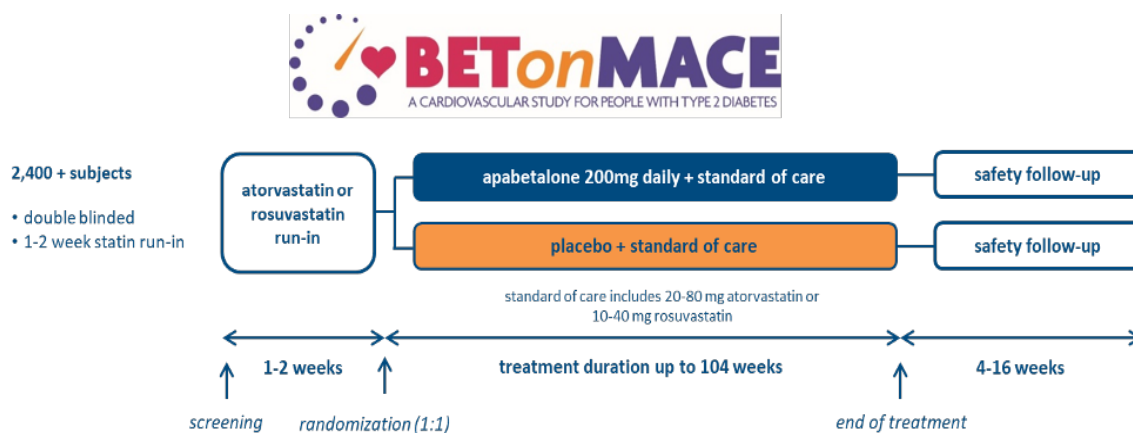 BETonMACE
A CARDIOVASCULAR STUDY FOR PEOPLE WITH TYPE 2 DIABETES
2,400 + subjects
• double blinded
• 1-2 week statin run-in
atorvastatin or
rosuvastatin
run-in
apabetalone 200mg daily + standard of care
safety follow-up
placebo + standard of care
safety follow-up
standard of care includes 20-80 mg atorvastatin or
10-40 mg rosuvastatin
1-2 weeks
treatment duration up to 104 weeks
4-16 weeks
screening
randomization (1:1)
end of treatment